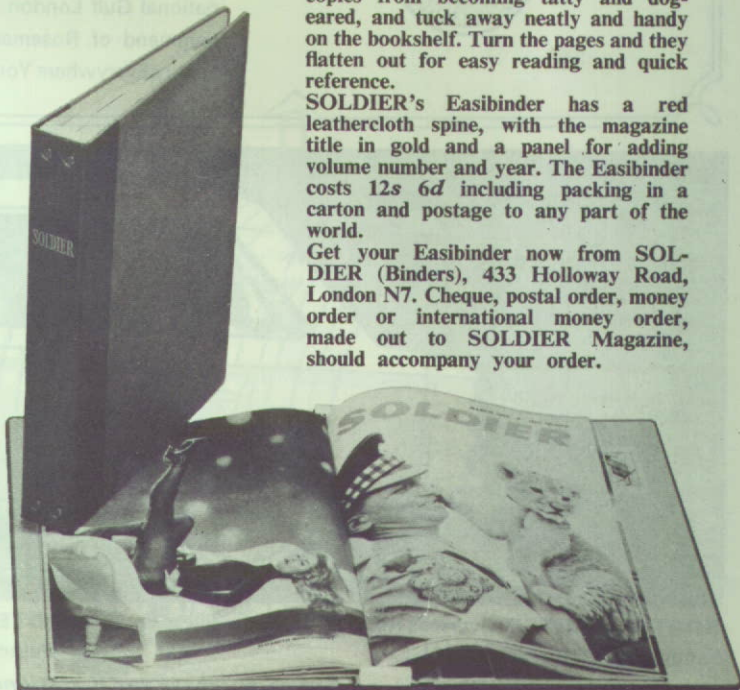 copies from becoming tatty and dog-
eared, and tuck away neatly and handy
on the bookshelf. Turn the pages and they
flatten out for easy reading and quick
reference.
SOLDIER's Easibinder has a red
leathercloth spine, with the magazine
title in gold and a panel for adding
volume number and year. The Easibinder
costs 12s 6d including packing in a
carton and postage to any part of the
world.
Get your Easibinder now from SOL-
DIER (Binders), 433 Holloway Road,
London N7. Cheque, postal order, money
order or international money order,
made out to SOLDIER Magazine,
should accompany your order.
SOLDIER
SOLDIER